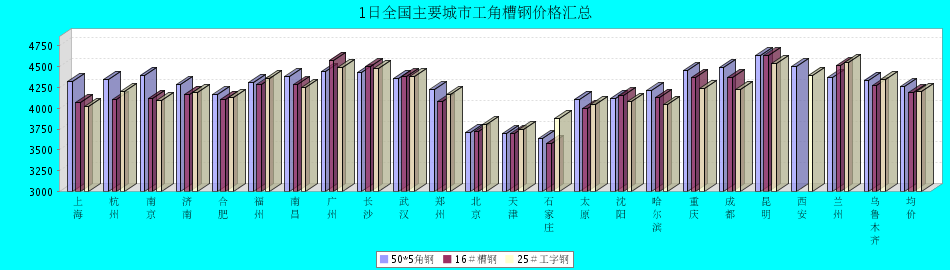 1日全国主要城市工角槽钢价格汇总
4750
4500
4250
4000
3750
3500
3250
3000
上海 杭州 南京 济南 合肥 福州 南昌 广州 长沙 武汉 郑州 北京 天津 石家庄 太原 沈阳 哈尔滨 重庆 成都 昆明 西安 兰州 乌鲁木齐 均价
50*5角钢 16#槽钢 25#工字钢